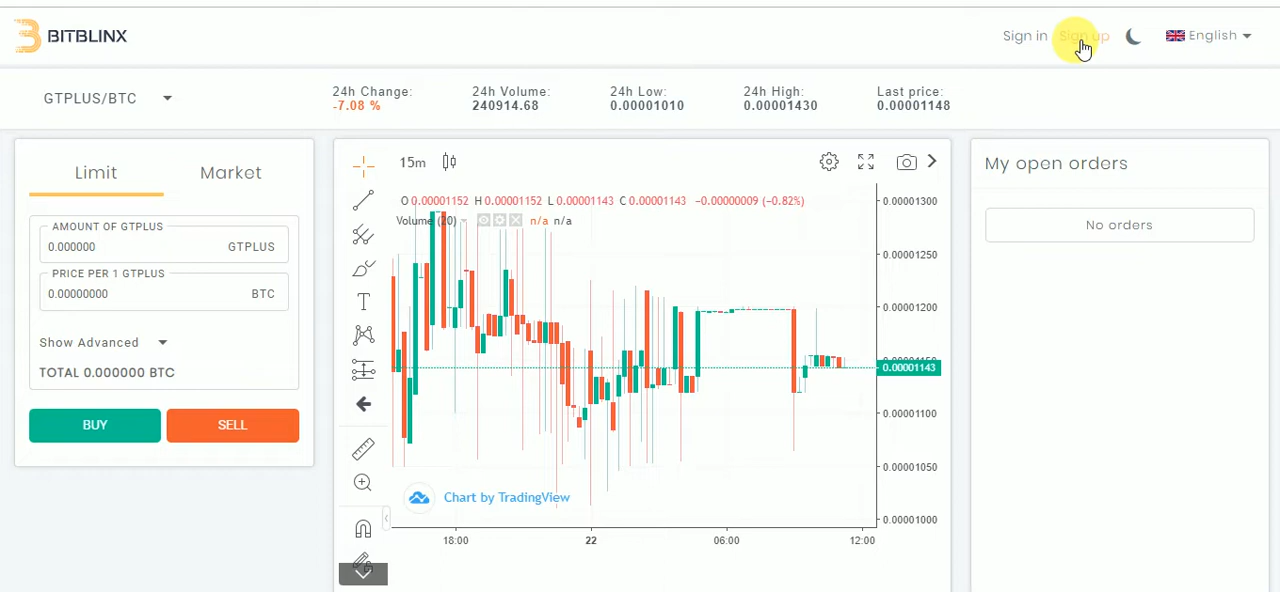 BITBLINX
Sign in Sign up English
GTPLUS/BTC
24h Change: 24h Volume: 24h Low: 24h High: Last price:
-7.08 % 240914.68 0.00001010 0.00001430 0.00001148
Limit Market
AMOUNT OF GTPLUS
0.000000 GTPLUS
PRICE PER 1 GTPLUS
0.00000000 BTC
Show Advanced
TOTAL 0.000000 BTC
BUY SELL
15m
O 0.00001152 H 0.00001152 L 0.00001143 C 0.00001143 −0.00000009 (−0.82%)
Volume (20) n/a n/a
0.00001300
0.00001250
0.00001200
0.00001143
0.00001100
0.00001050
0.00001000
Chart by TradingView
18:00 22 06:00 12:00
My open orders
No orders